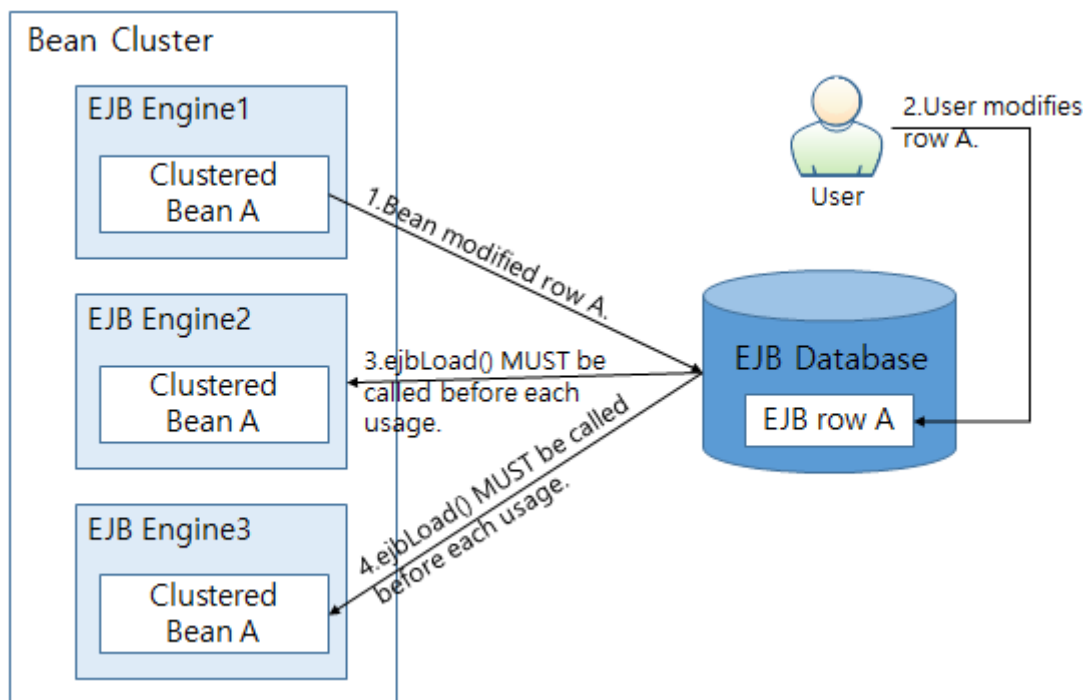 Bean Cluster
EJB Engine1
Clustered
Bean A
EJB Engine2
Clustered
Bean A
EJB Engine3
Clustered
Bean A
1.Bean modified row A.
2.User modifies
row A.
User
3.ejbLoad() MUST be
called before each
usage.
4.ejbLoad() MUST be called
before each usage.
EJB Database
EJB row A